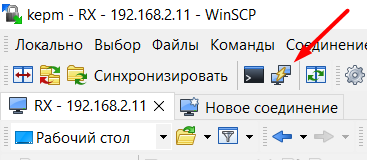 kepm - RX - 192.168.2.11 - WinSCP
Локально Выбор Файлы Команды Соединение
Синхронизировать
RX - 192.168.2.11 × Новое соединение
Рабочий стол